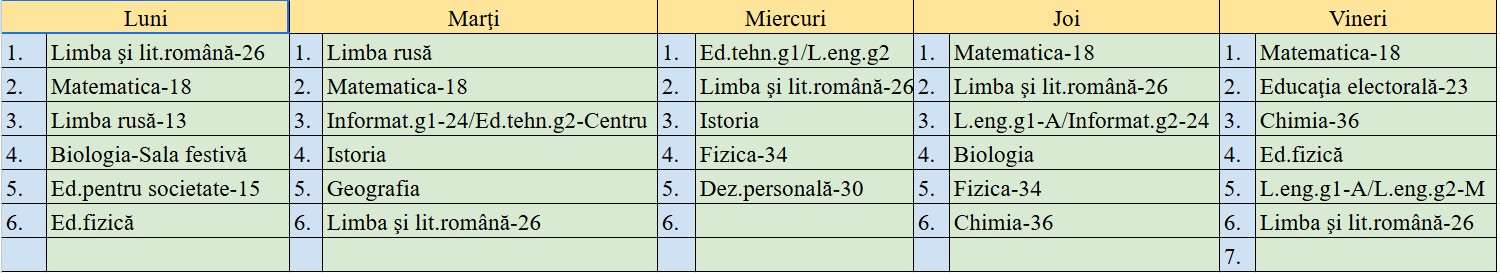 Luni Marţi Miercuri Joi Vineri
1. Limba şi lit.română-26 1. Limba rusă 1. Ed.tehn.g1/L.eng.g2 1. Matematica-18 1. Matematica-18
2. Matematica-18 2. Matematica-18 2. Limba şi lit.română-26 2. Limba şi lit.română-26 2. Educaţia electorală-23
3. Limba rusă-13 3. Informat.g1-24/Ed.tehn.g2-Centru 3. Istoria 3. L.eng.g1-A/Informat.g2-24 3. Chimia-36
4. Biologia-Sala festivă 4. Istoria 4. Fizica-34 4. Biologia 4. Ed.fizică
5. Ed.pentru societate-15 5. Geografia 5. Dez.personală-30 5. Fizica-34 5. L.eng.g1-A/L.eng.g2-M
6. Ed.fizică 6. Limba şi lit.română-26 6. 6. Chimia-36 6. Limba şi lit.română-26
7.